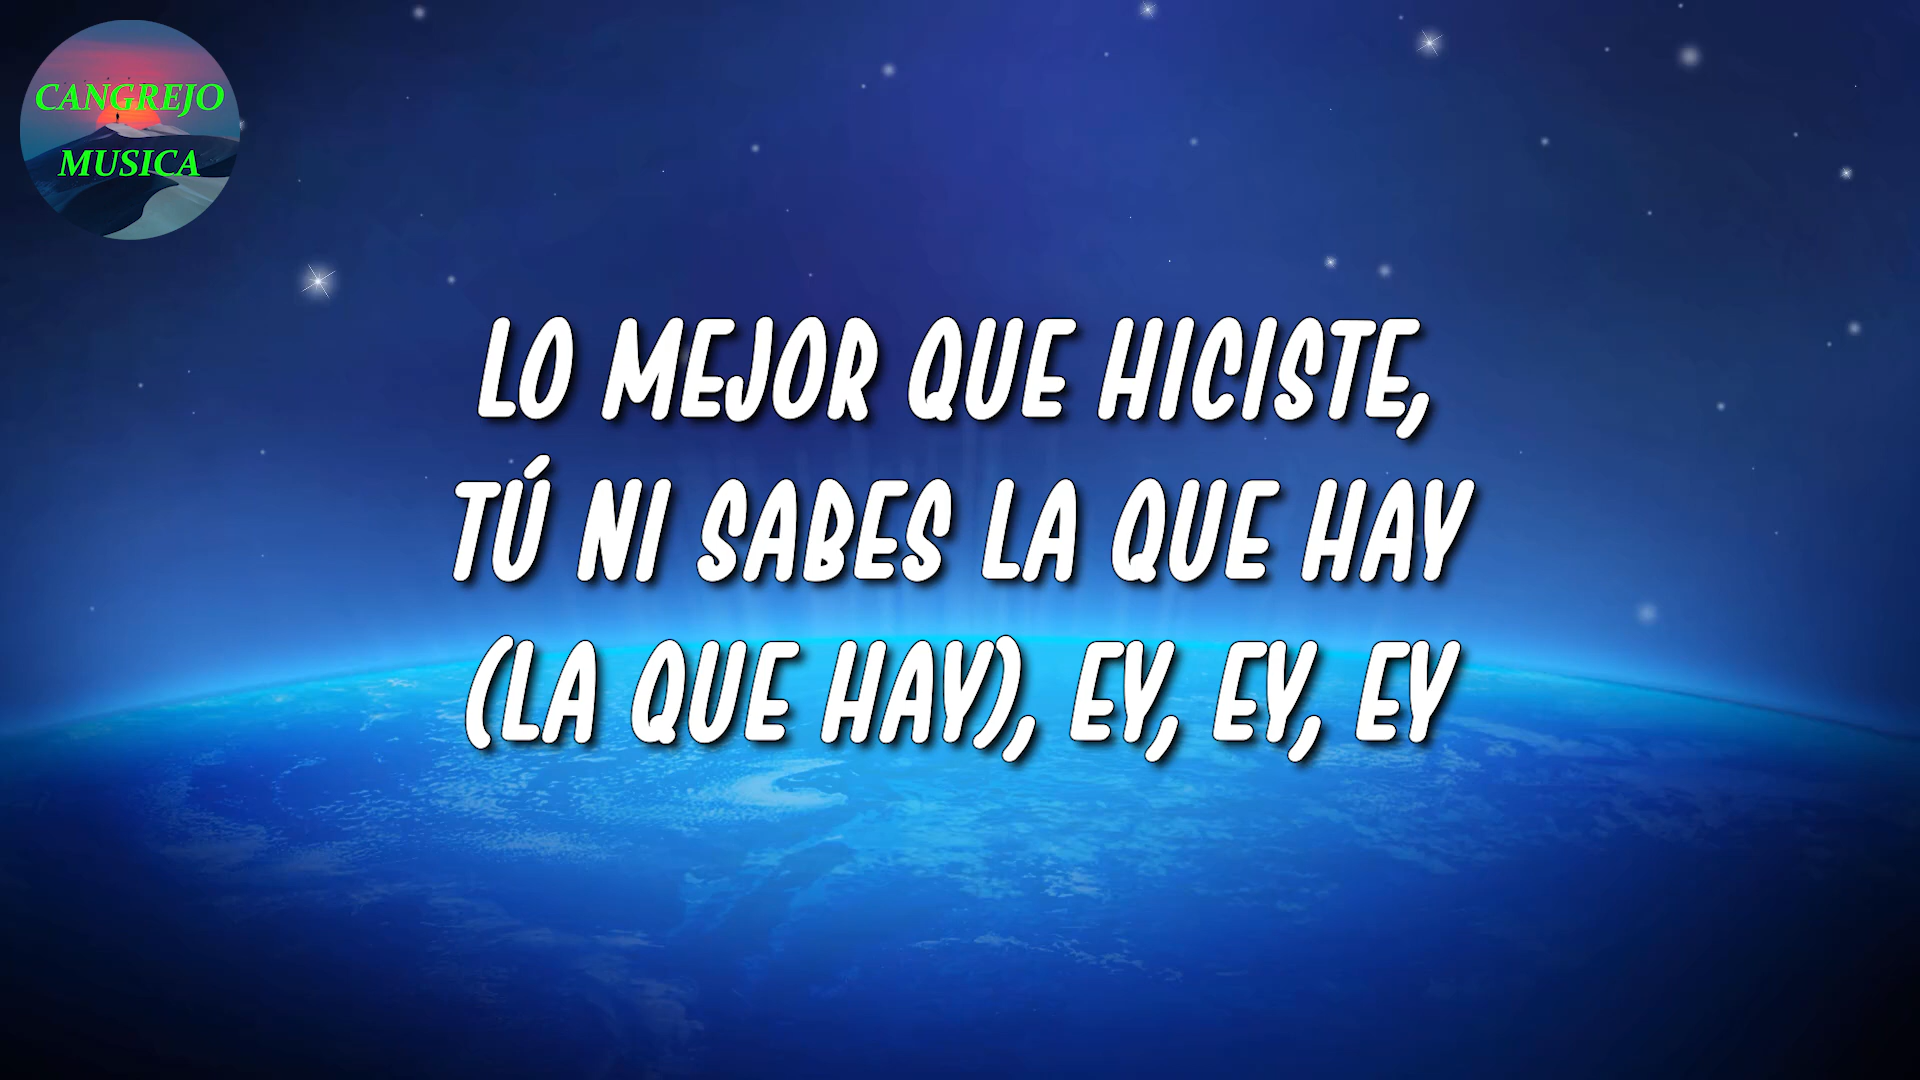 CANGREJO
MUSICA
LO MEJOR QUE HICISTE,
TÚ NI SABES LA QUE HAY
(LA QUE HAY), EY, EY, EY